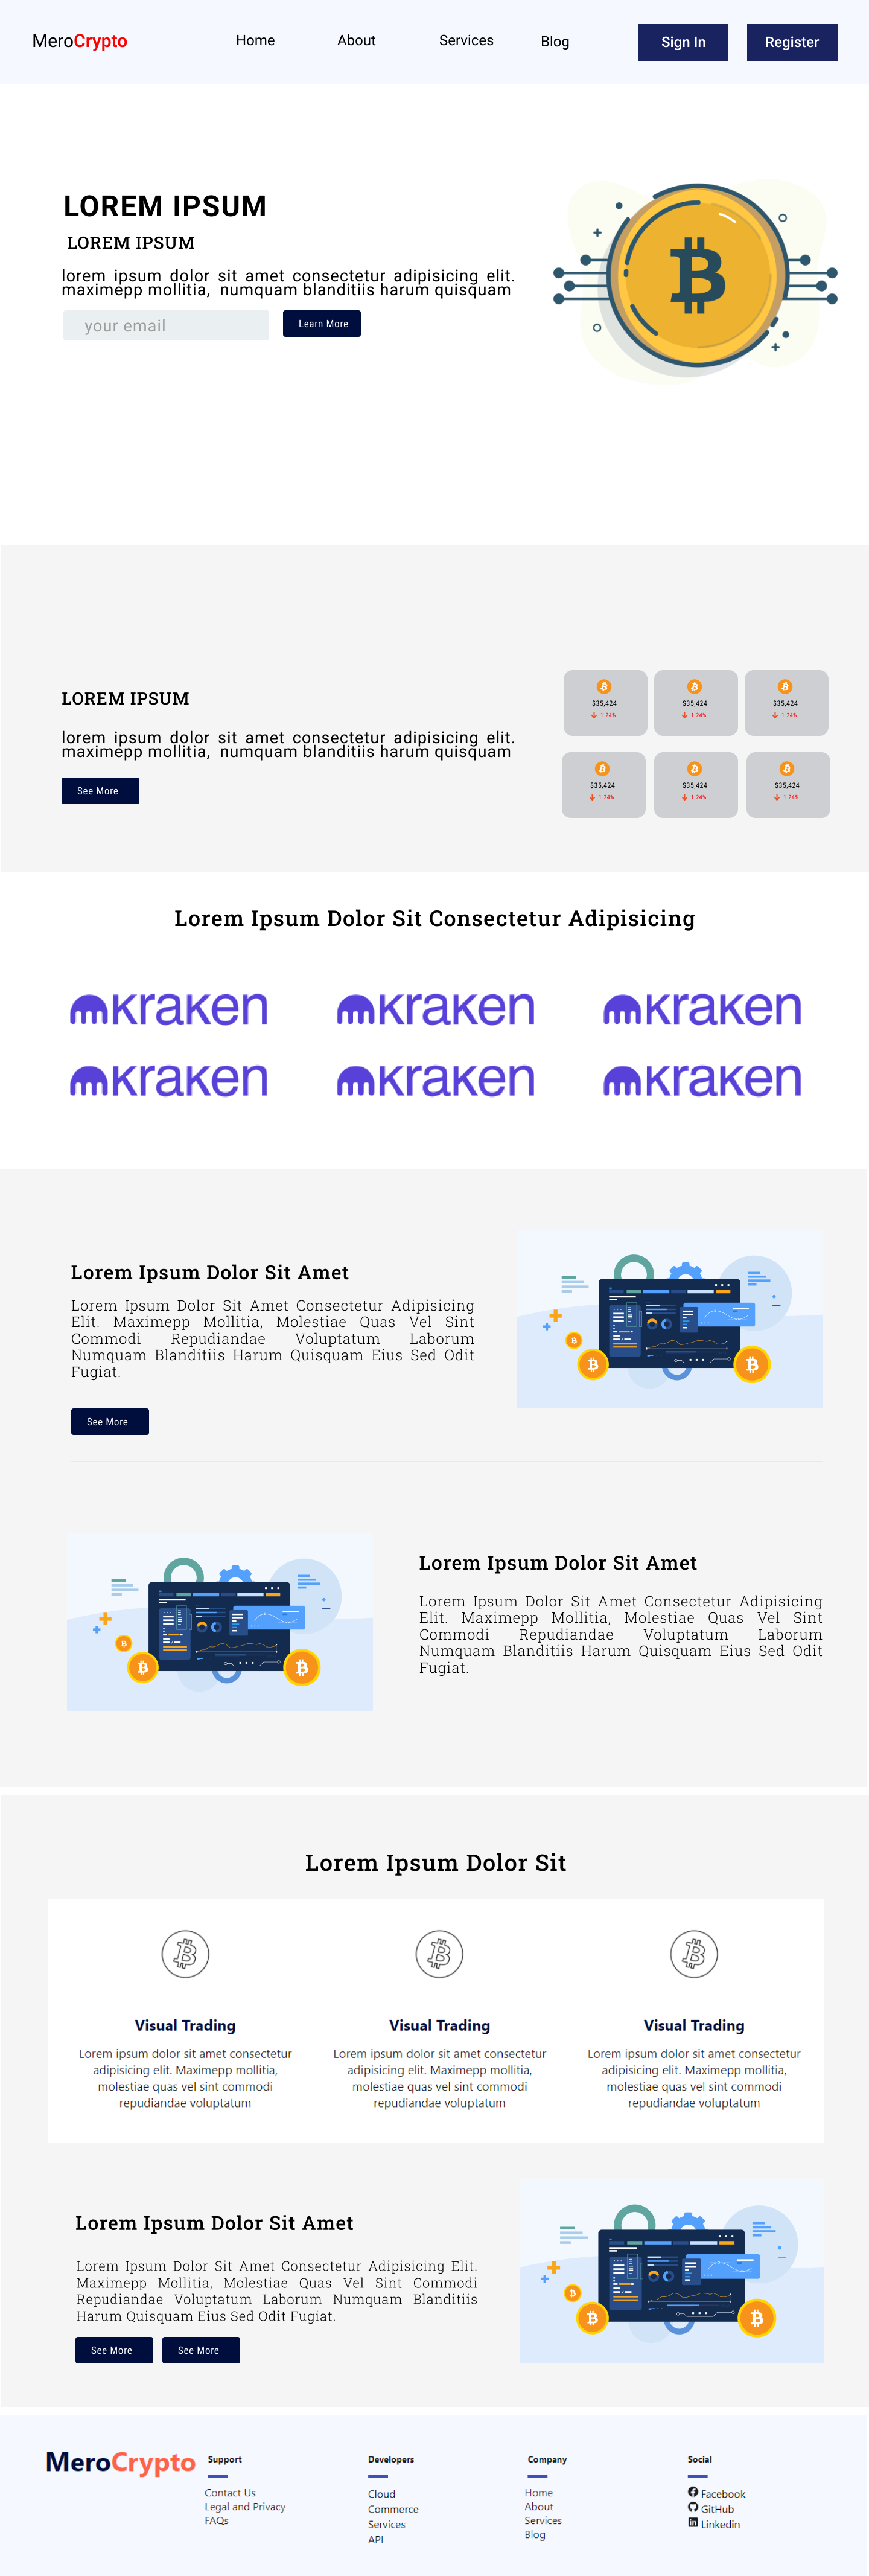 MeroCrypto Home About Services Blog Sign In Register
LOREM IPSUM
LOREM IPSUM
lorem ipsum dolor sit amet consectetur adipisicing elit.
maximepp mollitia, numquam blanditiis harum quisquam
your email Learn More
LOREM IPSUM
lorem ipsum dolor sit amet consectetur adipisicing elit.
maximepp mollitia, numquam blanditiis harum quisquam
See More
$35,424 $35,424 $35,424
1.24% 1.24% 1.24%
$35,424 $35,424 $35,424
1.24% 1.24% 1.24%
Lorem Ipsum Dolor Sit Consectetur Adipisicing
kraken kraken kraken
kraken kraken kraken
Lorem Ipsum Dolor Sit Amet
Lorem Ipsum Dolor Sit Amet Consectetur Adipisicing
Elit. Maximepp Mollitia, Molestiae Quas Vel Sint
Commodi Repudiandae Voluptatum Laborum
Numquam Blanditiis Harum Quisquam Eius Sed Odit
Fugiat.
See More
Lorem Ipsum Dolor Sit Amet
Lorem Ipsum Dolor Sit Amet Consectetur Adipisicing
Elit. Maximepp Mollitia, Molestiae Quas Vel Sint
Commodi Repudiandae Voluptatum Laborum
Numquam Blanditiis Harum Quisquam Eius Sed Odit
Fugiat.
Lorem Ipsum Dolor Sit
Visual Trading
Lorem ipsum dolor sit amet consectetur
adipisicing elit. Maximepp mollitia,
molestiae quas vel sint commodi
repudiandae voluptatum
Visual Trading
Lorem ipsum dolor sit amet consectetur
adipisicing elit. Maximepp mollitia,
molestiae quas vel sint commodi
repudiandae voluptatum
Visual Trading
Lorem ipsum dolor sit amet consectetur
adipisicing elit. Maximepp mollitia,
molestiae quas vel sint commodi
repudiandae voluptatum
Lorem Ipsum Dolor Sit Amet
Lorem Ipsum Dolor Sit Amet Consectetur Adipisicing Elit.
Maximepp Mollitia, Molestiae Quas Vel Sint Commodi
Repudiandae Voluptatum Laborum Numquam Blanditiis
Harum Quisquam Eius Sed Odit Fugiat.
See More See More
MeroCrypto
Support
Contact Us
Legal and Privacy
FAQs
Developers
Cloud
Commerce
Services
API
Company
Home
About
Services
Blog
Social
Facebook
GitHub
Linkedin